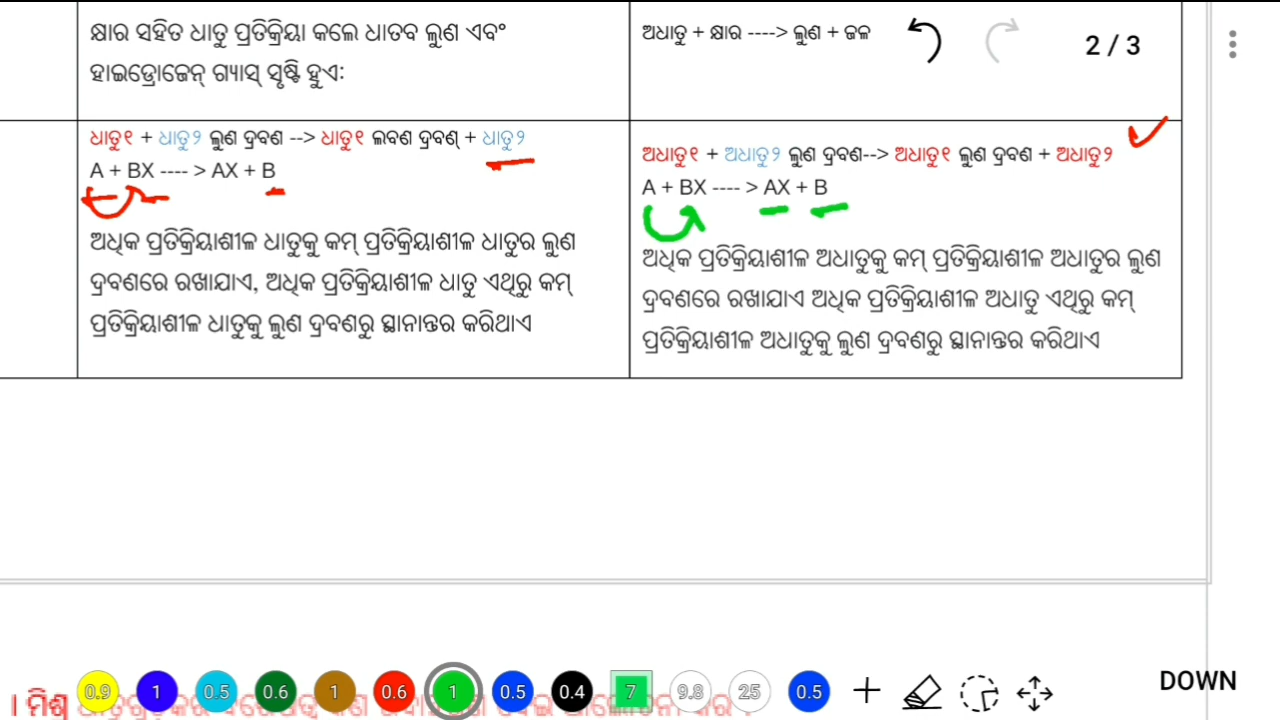 କ୍ଷାର ସହିତ ଧାତୁ ପ୍ରତିକ୍ରିୟା କଲେ ଧାତବ ଲୁଣ ଏବଂ
ହାଇଡ୍ରୋଜେନ୍ ଗ୍ୟାସ୍ ସୃଷ୍ଟି ହୁଏ:
ଅଧାତୁ + କ୍ଷାର ----> ଲୁଣ + ଜଳ
2 / 3
ଧାତୁ୧ + ଧାତୁ୨ ଲୁଣ ଦ୍ରବଣ --> ଧାତୁ୧ ଲବଣ ଦ୍ରବଣ୍ + ଧାତୁ୨
A + BX ---- > AX + B
ଅଧିକ ପ୍ରତିକ୍ରିୟାଶୀଳ ଧାତୁକୁ କମ୍ ପ୍ରତିକ୍ରିୟାଶୀଳ ଧାତୁର ଲୁଣ
ଦ୍ରବଣରେ ରଖାଯାଏ, ଅଧିକ ପ୍ରତିକ୍ରିୟାଶୀଳ ଧାତୁ ଏଥିରୁ କମ୍
ପ୍ରତିକ୍ରିୟାଶୀଳ ଧାତୁକୁ ଲୁଣ ଦ୍ରବଣରୁ ସ୍ଥାନାନ୍ତର କରିଥାଏ
ଅଧାତୁ୧ + ଅଧାତୁ୨ ଲୁଣ ଦ୍ରବଣ--> ଅଧାତୁ୧ ଲୁଣ ଦ୍ରବଣ + ଅଧାତୁ୨
A + BX ---- > AX + B
ଅଧିକ ପ୍ରତିକ୍ରିୟାଶୀଳ ଅଧାତୁକୁ କମ୍ ପ୍ରତିକ୍ରିୟାଶୀଳ ଅଧାତୁର ଲୁଣ
ଦ୍ରବଣରେ ରଖାଯାଏ ଅଧିକ ପ୍ରତିକ୍ରିୟାଶୀଳ ଅଧାତୁ ଏଥିରୁ କମ୍
ପ୍ରତିକ୍ରିୟାଶୀଳ ଅଧାତୁକୁ ଲୁଣ ଦ୍ରବଣରୁ ସ୍ଥାନାନ୍ତର କରିଥାଏ
0.9 1 0.5 0.6 1 0.6 1 0.5 0.4 7 9.8 25 0.5 DOWN
। ମିଶ୍ର